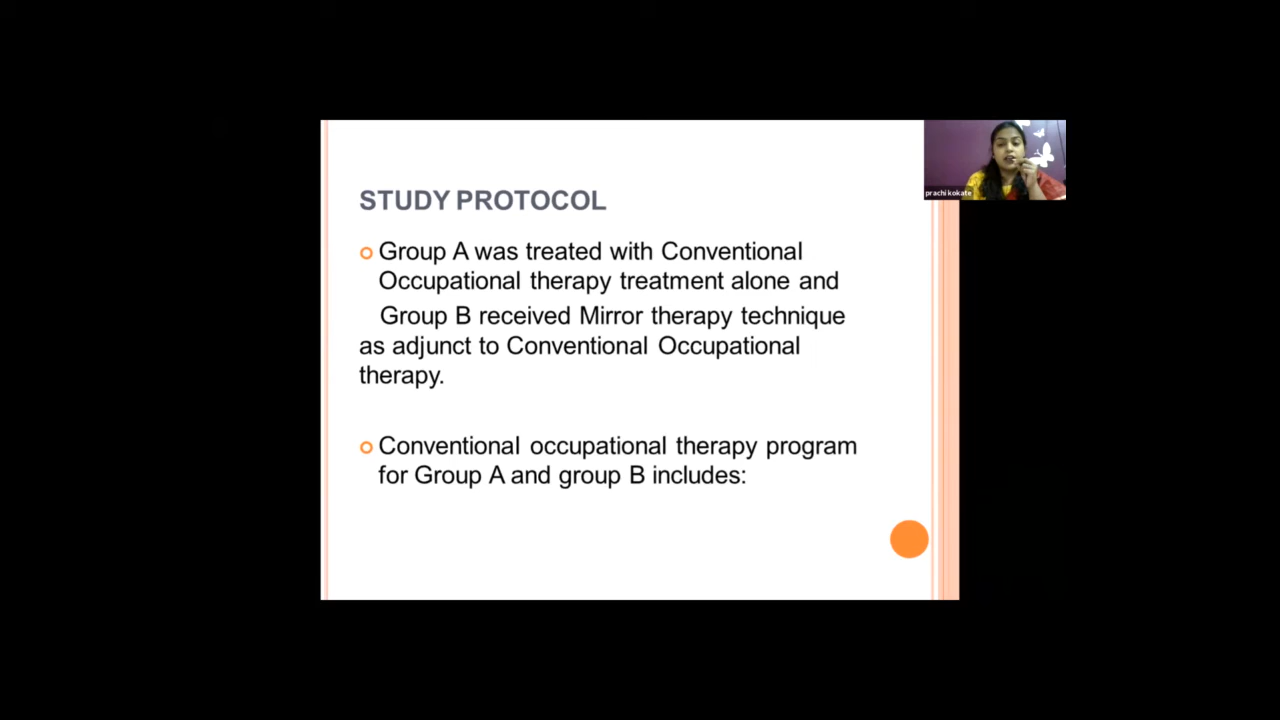 prachi kokate
STUDY PROTOCOL
Group A was treated with Conventional
Occupational therapy treatment alone and
Group B received Mirror therapy technique
as adjunct to Conventional Occupational
therapy.
Conventional occupational therapy program
for Group A and group B includes: